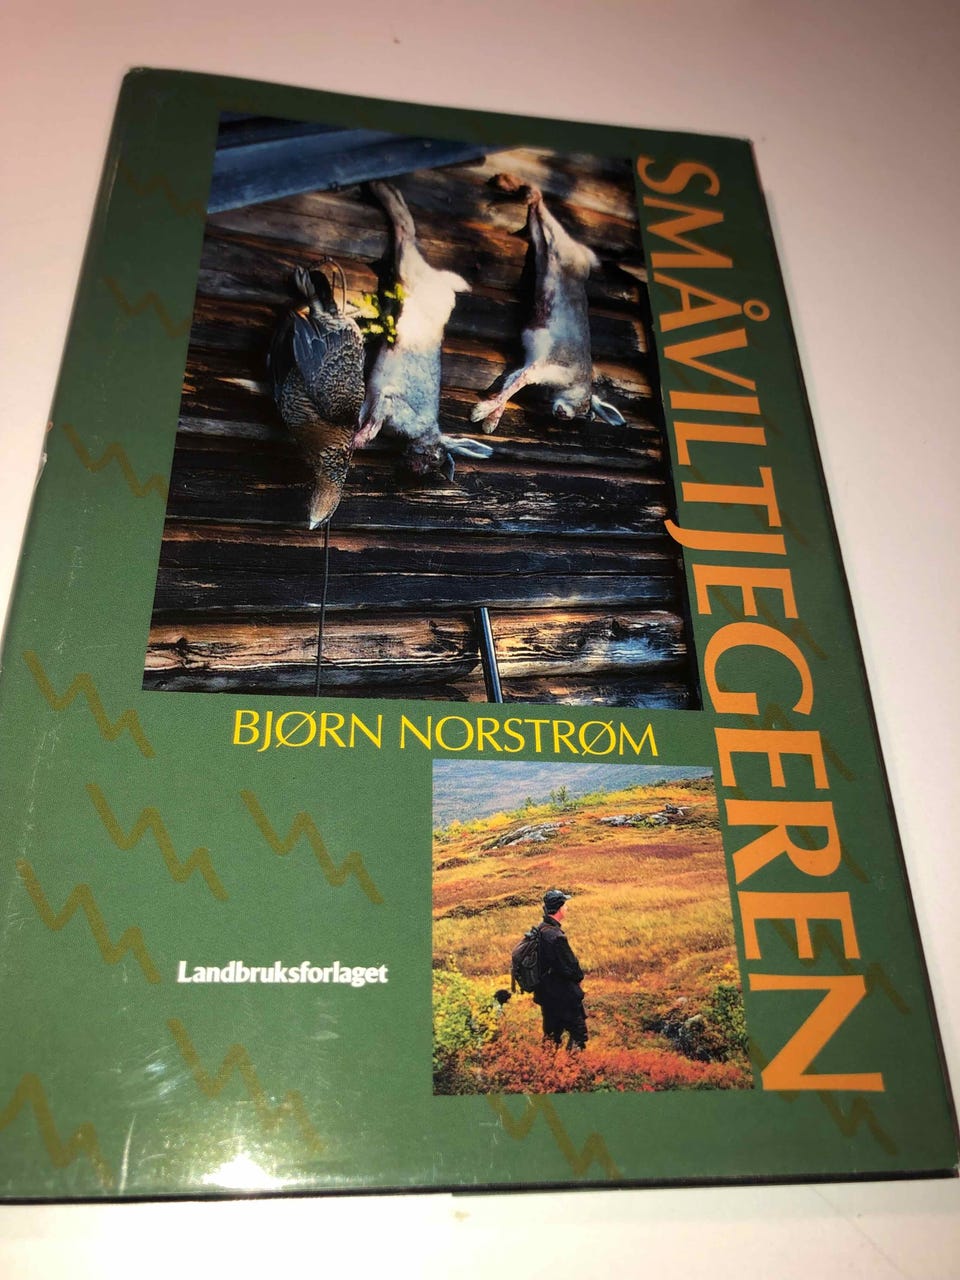 SMÅVILTJEGEREN
BJØRN NORSTRØM
Landbruksforlaget